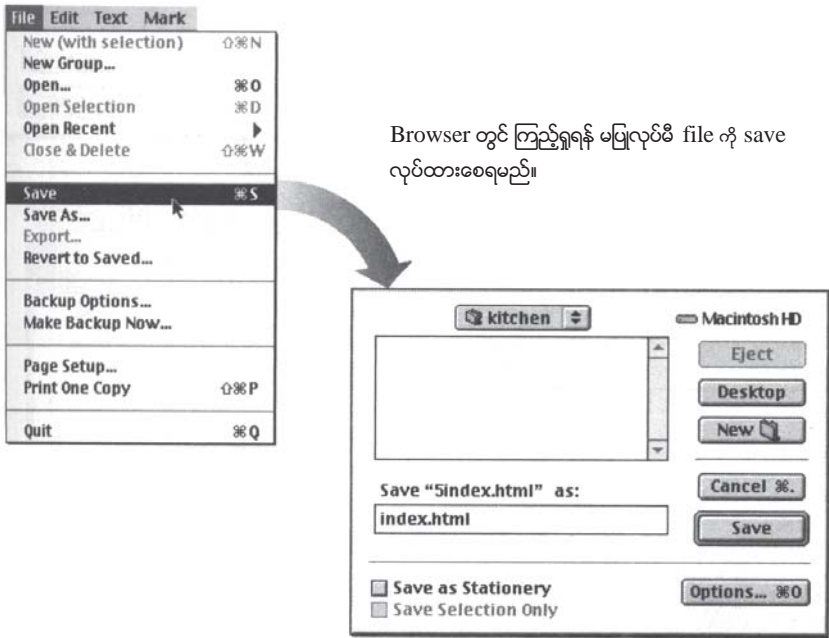 File Edit Text Mark
New (with selection) ⇧⌘N
New Group...
Open... ⌘O
Open Selection ⌘D
Open Recent ▶
Close & Delete ⇧⌘W
Save ⌘S
Save As...
Export...
Revert to Saved...
Backup Options...
Make Backup Now...
Page Setup...
Print One Copy ⇧⌘P
Quit ⌘Q
Browser တွင် ကြည့်ရှုရန် မပြုလုပ်မီ file ကို save
လုပ်ထားစေရမည်။
kitchen
Macintosh HD
Eject
Desktop
New
Save “5index.html” as:
index.html
Cancel ⌘.
Save
Save as Stationery
Save Selection Only
Options... ⌘O